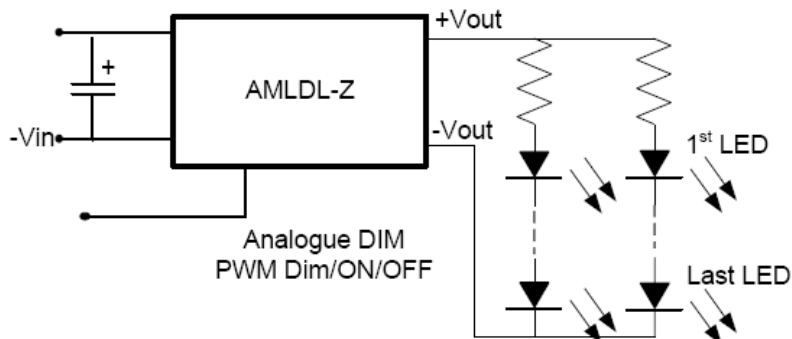 +Vout
+
AMLDL-Z
-Vin
-Vout
1st LED
Analogue DIM
PWM Dim/ON/OFF
Last LED